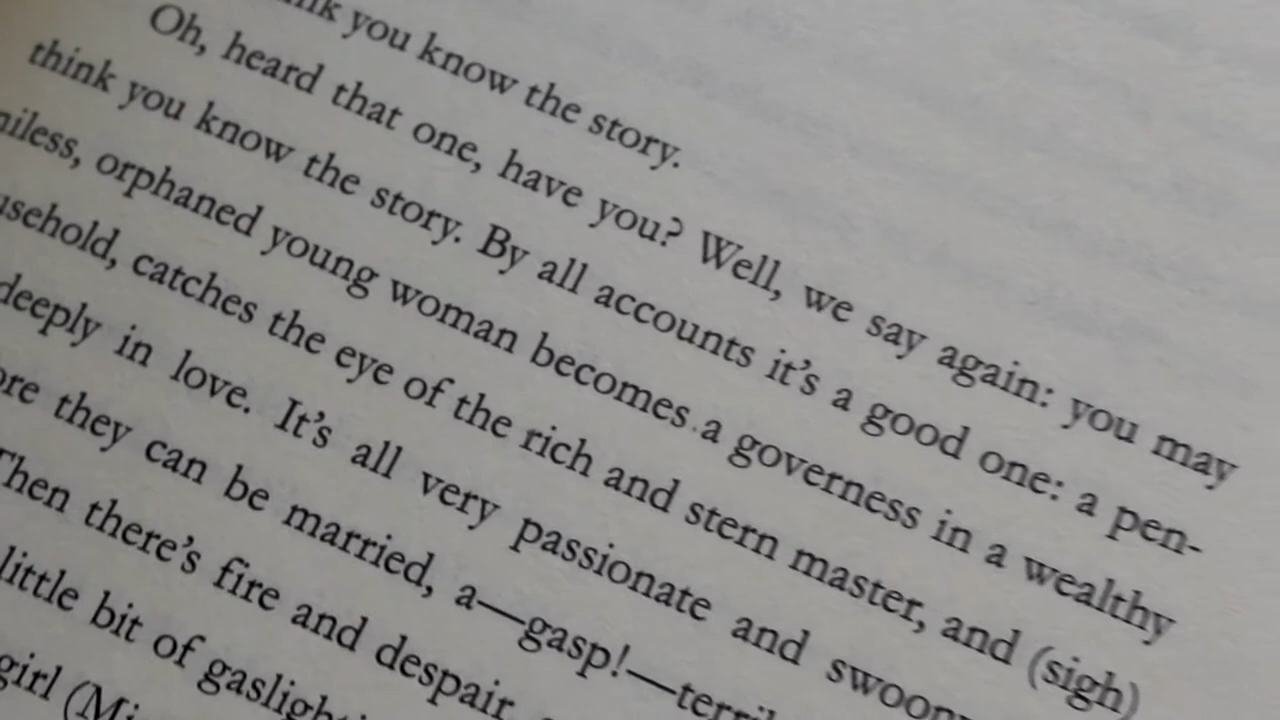 you know the story.
Oh, heard that one, have you? Well, we say again: you may
think you know the story. By all accounts it's a good one: a pen-
niless, orphaned young woman becomes a governess in a wealthy
household, catches the eye of the rich and stern master, and (sigh)
deeply in love. It's all very passionate and
they can be married, a—gasp!—
Then there's fire and despair,
little bit of
girl